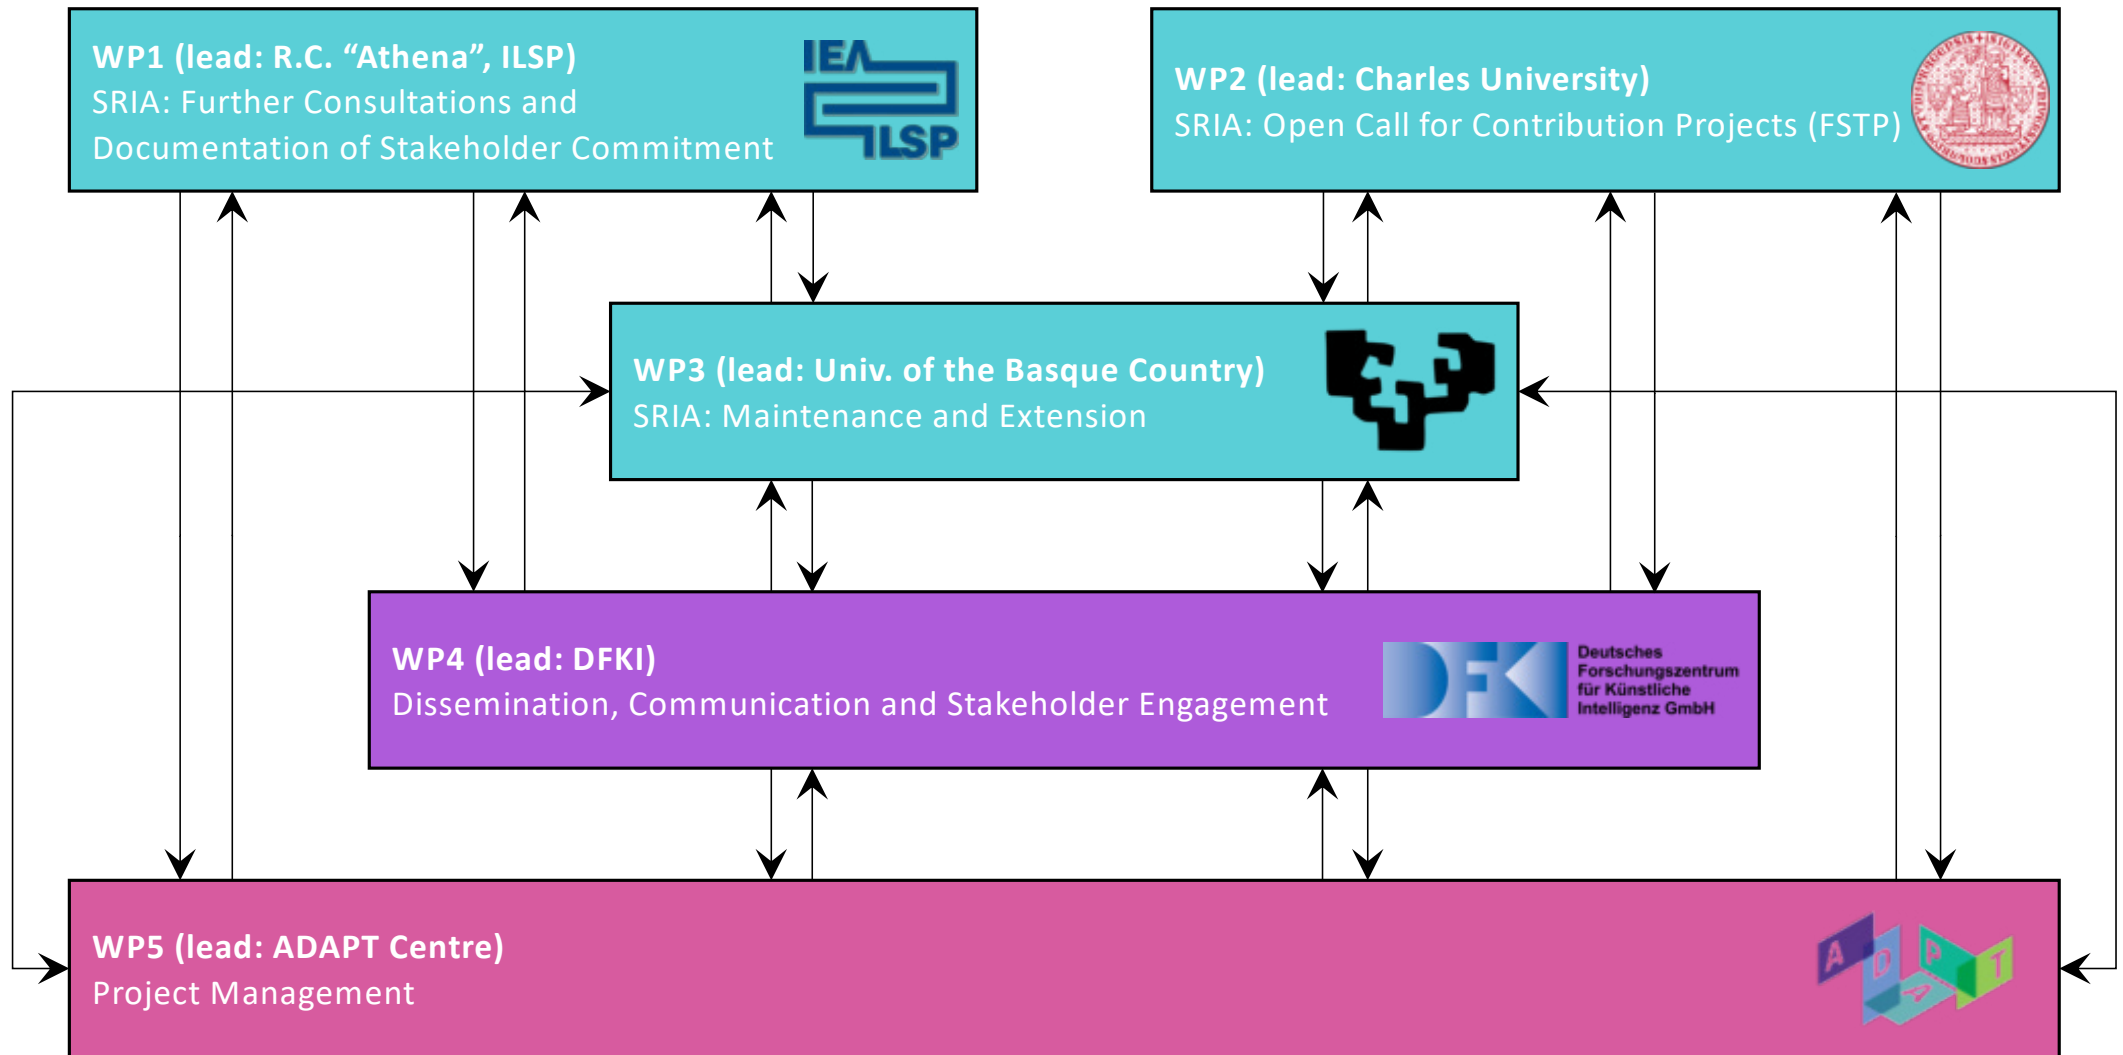 WP1 (lead: R.C. “Athena”, ILSP)
SRIA: Further Consultations and
Documentation of Stakeholder Commitment
ΙΕΛ
ILSP
WP2 (lead: Charles University)
SRIA: Open Call for Contribution Projects (FSTP)
WP3 (lead: Univ. of the Basque Country)
SRIA: Maintenance and Extension
WP4 (lead: DFKI)
Dissemination, Communication and Stakeholder Engagement
DFK
Deutsches
Forschungszentrum
für Künstliche
Intelligenz GmbH
WP5 (lead: ADAPT Centre)
Project Management
ADAPT